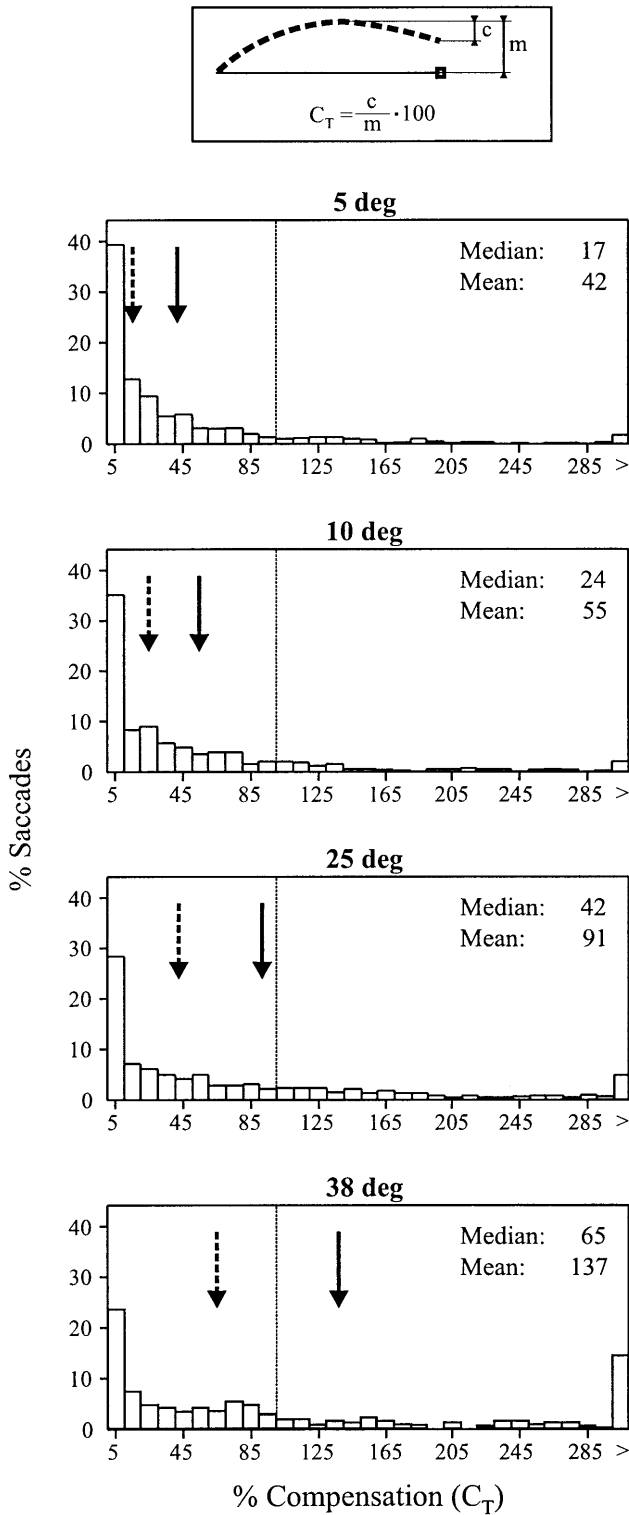 c
m
C_T = c/m · 100
5 deg
Median: 17
Mean: 42
40
30
20
10
0
5 45 85 125 165 205 245 285 >
10 deg
Median: 24
Mean: 55
40
30
20
10
0
5 45 85 125 165 205 245 285 >
25 deg
Median: 42
Mean: 91
40
30
20
10
0
5 45 85 125 165 205 245 285 >
38 deg
Median: 65
Mean: 137
40
30
20
10
0
5 45 85 125 165 205 245 285 >
% Saccades
% Compensation (C_T)